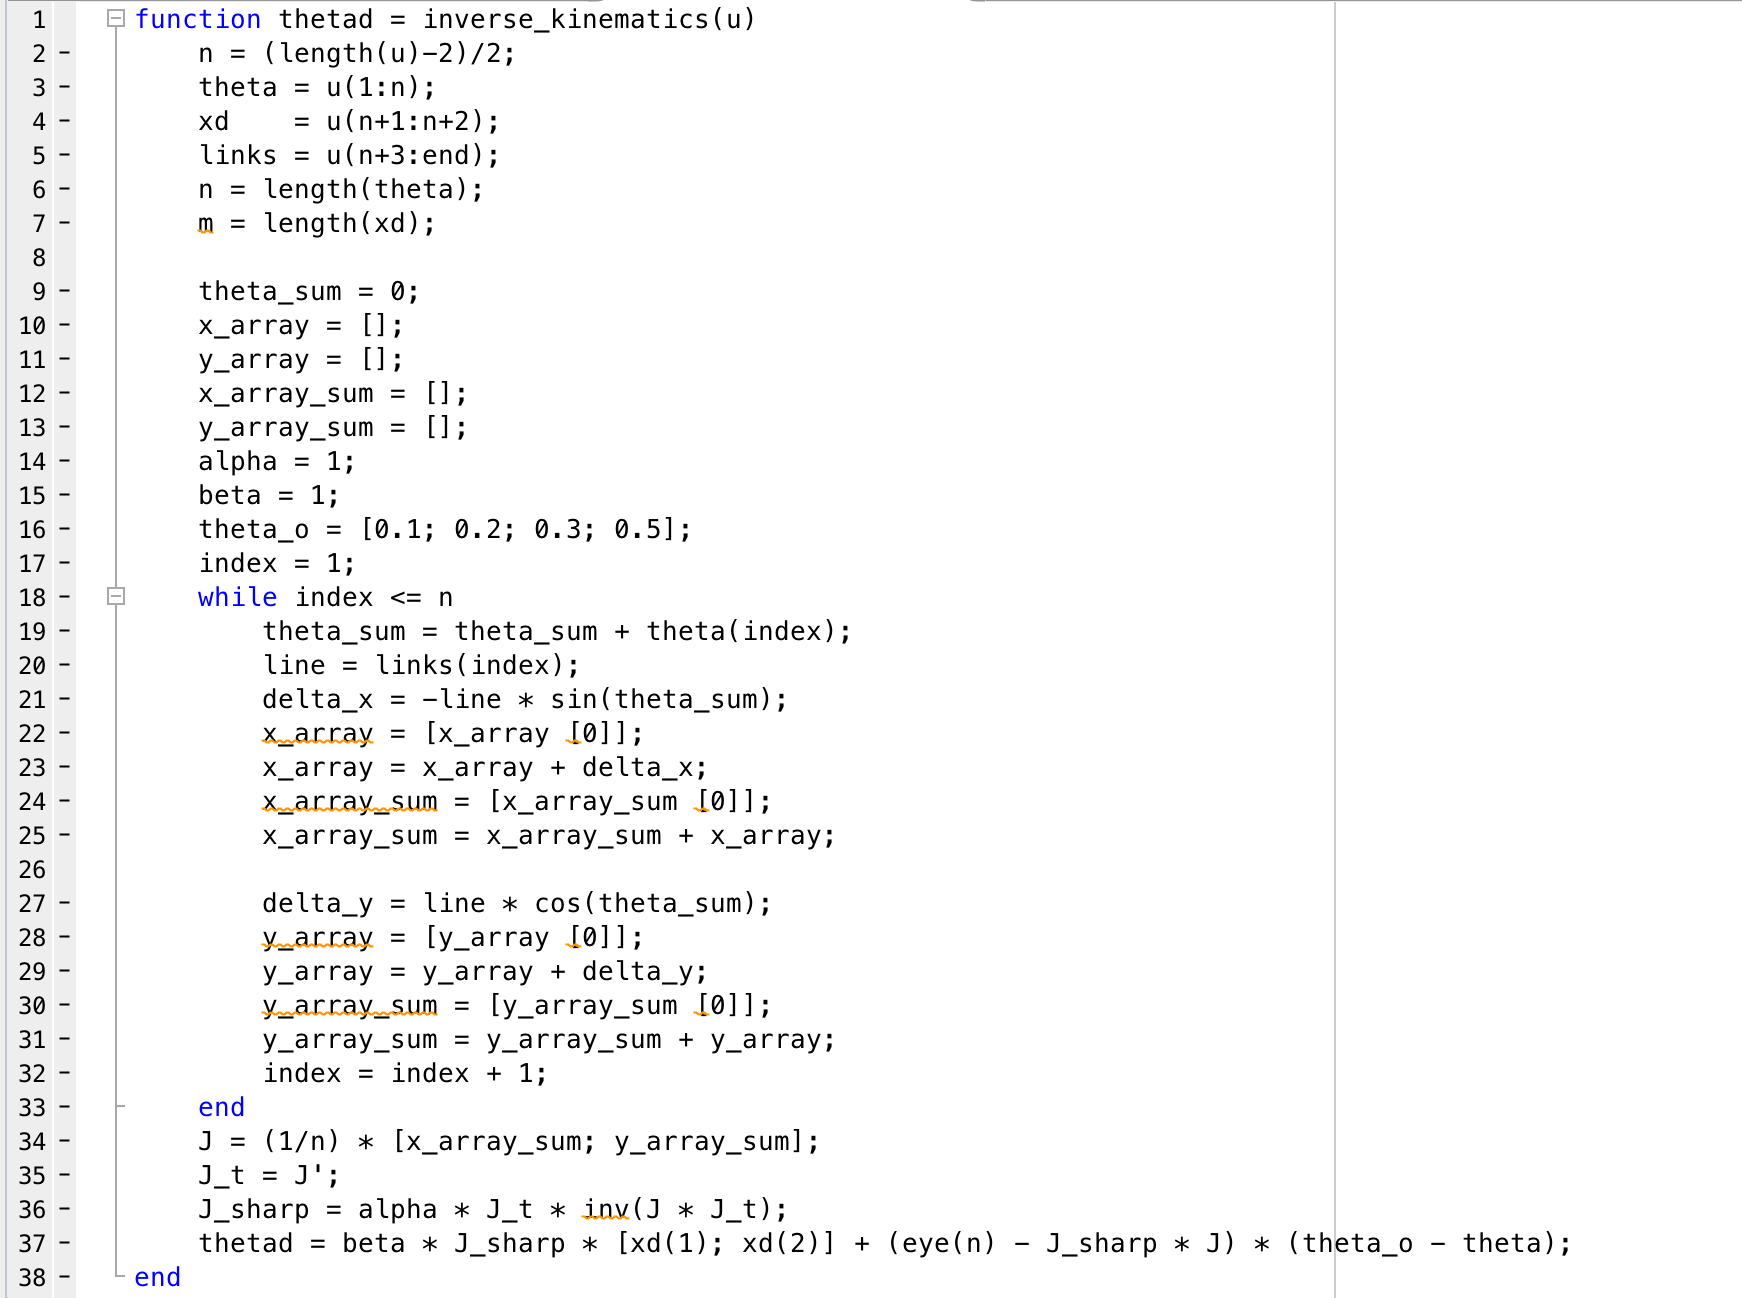 1 function thetad = inverse_kinematics(u)
2 - n = (length(u)-2)/2;
3 - theta = u(1:n);
4 - xd    = u(n+1:n+2);
5 - links = u(n+3:end);
6 - n = length(theta);
7 - m = length(xd);
8
9 - theta_sum = 0;
10 - x_array = [];
11 - y_array = [];
12 - x_array_sum = [];
13 - y_array_sum = [];
14 - alpha = 1;
15 - beta = 1;
16 - theta_o = [0.1; 0.2; 0.3; 0.5];
17 - index = 1;
18 - while index <= n
19 - theta_sum = theta_sum + theta(index);
20 - line = links(index);
21 - delta_x = -line * sin(theta_sum);
22 - x_array = [x_array [0]];
23 - x_array = x_array + delta_x;
24 - x_array_sum = [x_array_sum [0]];
25 - x_array_sum = x_array_sum + x_array;
26
27 - delta_y = line * cos(theta_sum);
28 - y_array = [y_array [0]];
29 - y_array = y_array + delta_y;
30 - y_array_sum = [y_array_sum [0]];
31 - y_array_sum = y_array_sum + y_array;
32 - index = index + 1;
33 - end
34 - J = (1/n) * [x_array_sum; y_array_sum];
35 - J_t = J';
36 - J_sharp = alpha * J_t * inv(J * J_t);
37 - thetad = beta * J_sharp * [xd(1); xd(2)] + (eye(n) - J_sharp * J) * (theta_o - theta);
38 - end